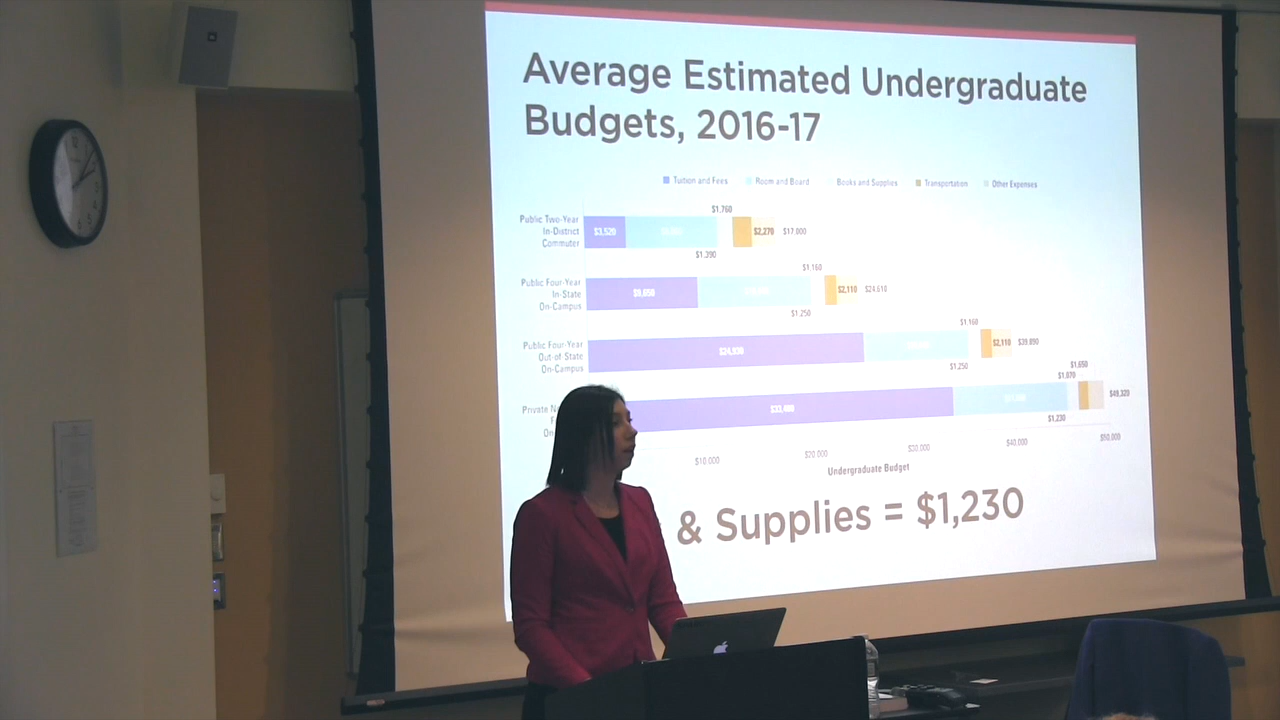 Average Estimated Undergraduate
Budgets, 2016-17
Tuition and Fees Room and Board Books and Supplies Transportation Other Expenses
Public Two-Year
In-District
Commuter
$3,520
$1,760
$1,390
$2,270
$17,000
Public Four-Year
In-State
On-Campus
$9,650
$1,160
$1,250
$2,110
$24,610
Public Four-Year
Out-of-State
On-Campus
$24,930
$1,160
$1,250
$2,110
$39,890
Private
On-
$33,480
$1,650
$1,070
$1,230
$49,320
$10,000 $20,000 $30,000 $40,000 $50,000
Undergraduate Budget
& Supplies = $1,230